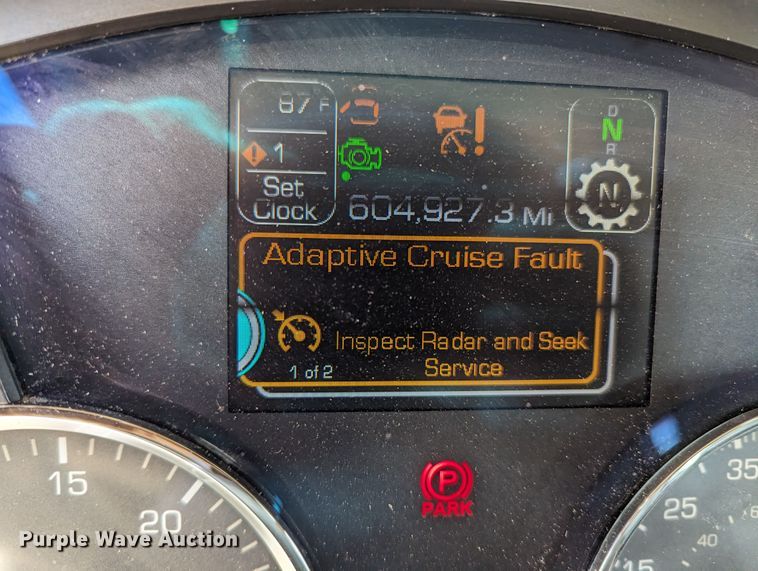 87 F
1
Set
Clock
D
N
R
N
604,927.3 Mi
Adaptive Cruise Fault
Inspect Radar and Seek
Service
1 of 2
P
PARK
15
20
15
25
35
40
Purple Wave Auction